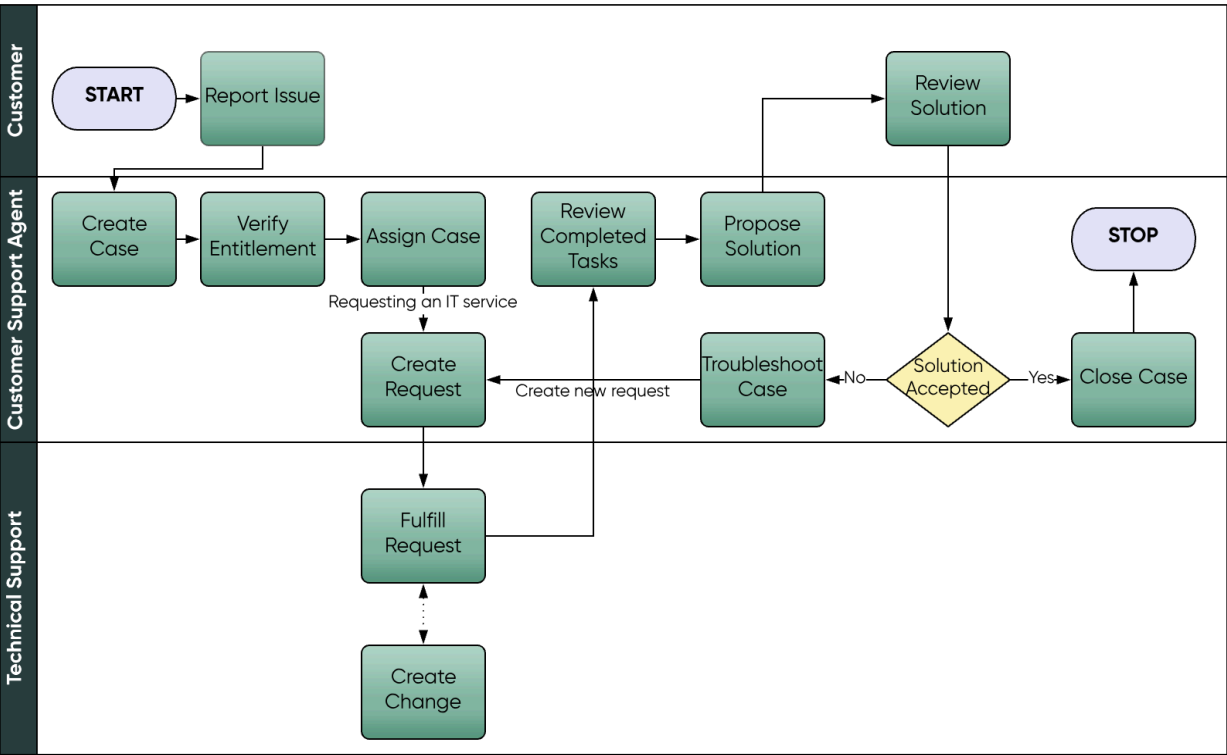 Customer
START
Report Issue
Review
Solution
Customer Support Agent
Create
Case
Verify
Entitlement
Assign Case
Review
Completed
Tasks
Propose
Solution
STOP
Requesting an IT service
Create
Request
Create new request
Troubleshoot
Case
No
Solution
Accepted
Yes
Close Case
Technical Support
Fulfill
Request
Create
Change